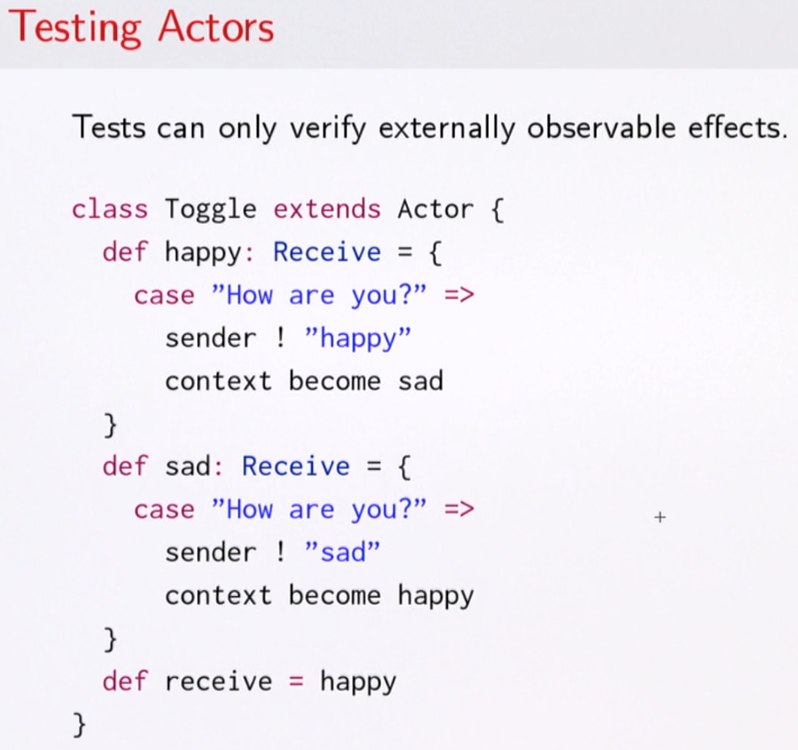 Testing Actors
Tests can only verify externally observable effects.
class Toggle extends Actor {
  def happy: Receive = {
    case ”How are you?” =>
      sender ! ”happy”
      context become sad
  }
  def sad: Receive = {
    case ”How are you?” =>
      sender ! ”sad”
      context become happy
  }
  def receive = happy
}